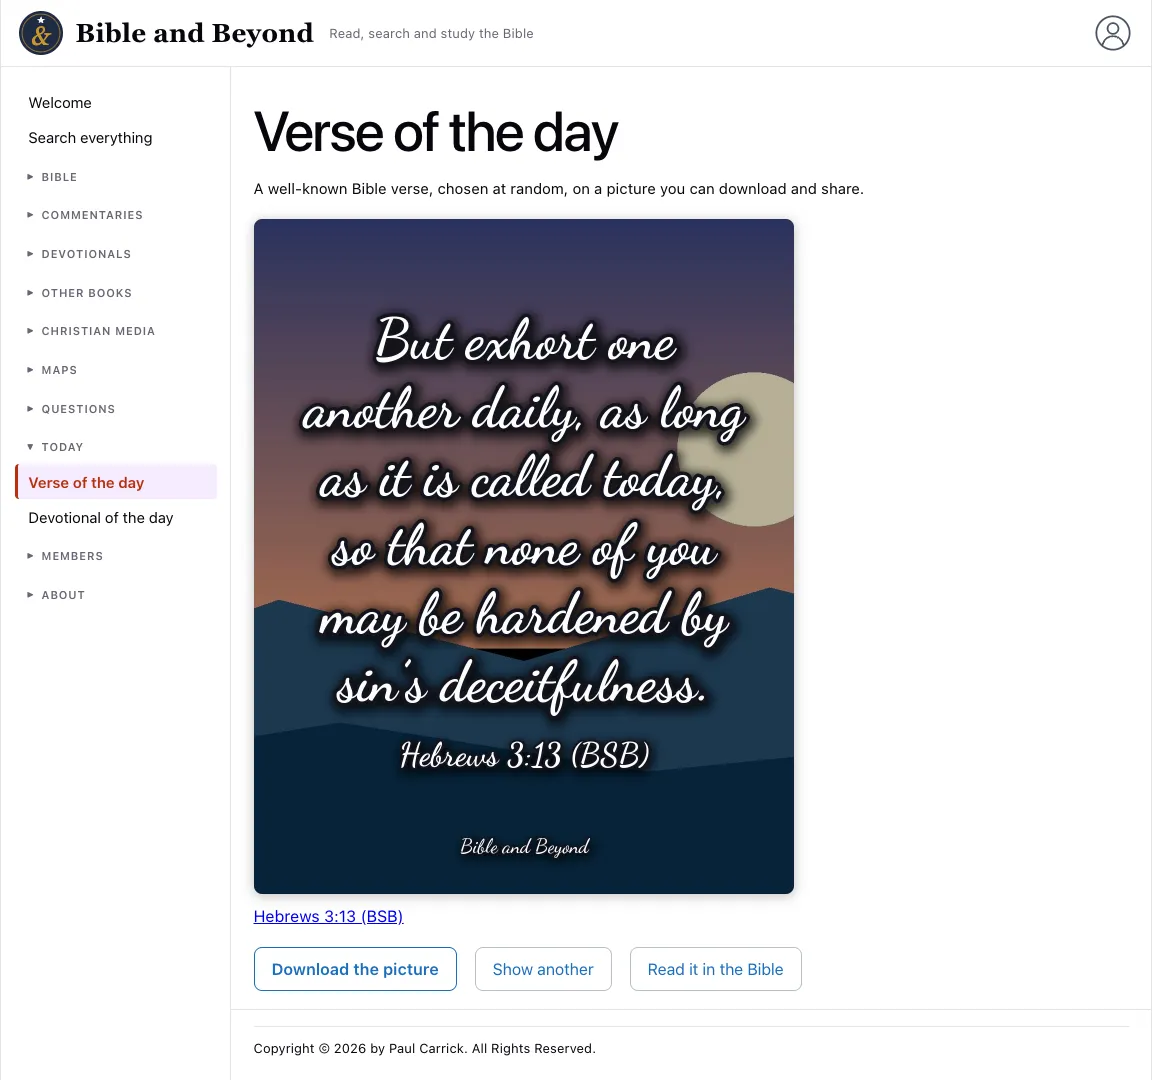 Bible and Beyond
Read, search and study the Bible
Welcome
Search everything
BIBLE
COMMENTARIES
DEVOTIONALS
OTHER BOOKS
CHRISTIAN MEDIA
MAPS
QUESTIONS
TODAY
Verse of the day
Devotional of the day
MEMBERS
ABOUT
Verse of the day
A well-known Bible verse, chosen at random, on a picture you can download and share.
But exhort one
another daily, as long
as it is called today,
so that none of you
may be hardened by
sin’s deceitfulness.
Hebrews 3:13 (BSB)
Bible and Beyond
Hebrews 3:13 (BSB)
Download the picture
Show another
Read it in the Bible
Copyright © 2026 by Paul Carrick. All Rights Reserved.